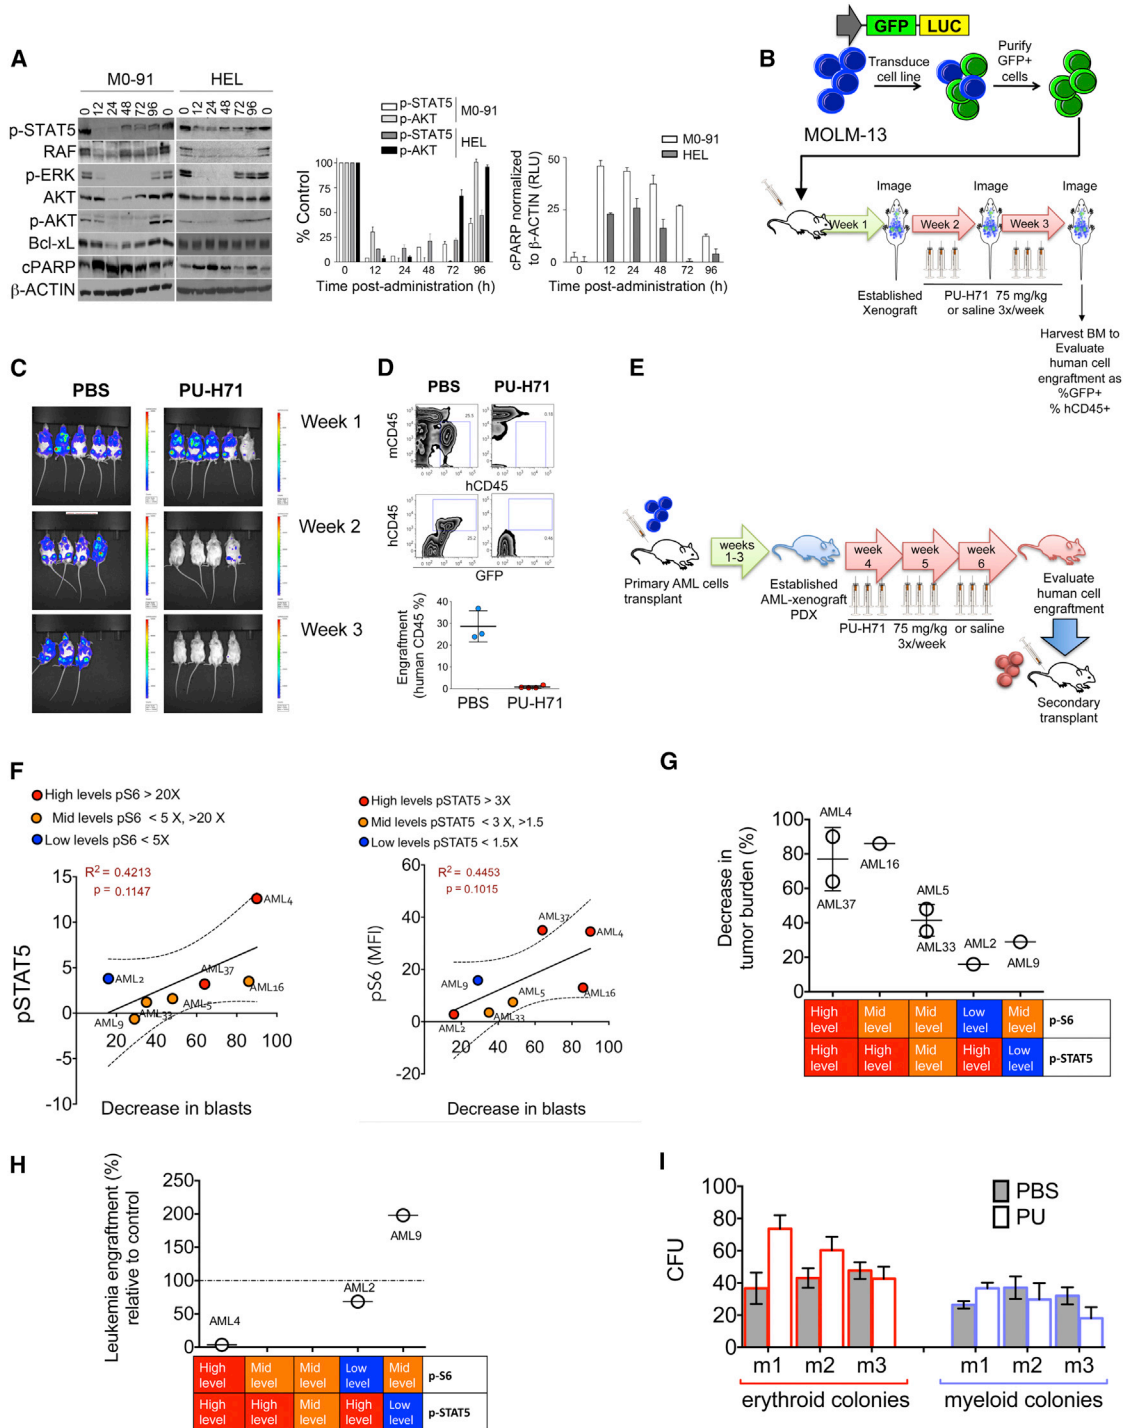 A
M0-91
HEL
0 12 24 48 72 96 0
0 12 24 48 72 96 0
p-STAT5
RAF
p-ERK
AKT
p-AKT
Bcl-xL
cPARP
β-ACTIN
p-STAT5
p-AKT
M0-91
p-STAT5
p-AKT
HEL
% Control
100
75
50
25
0
0 12 24 48 72 96
Time post-administration (h)
M0-91
HEL
cPARP normalized
to β-ACTIN (RLU)
50
25
0
0 12 24 48 72 96
Time post-administration (h)
B
GFP
LUC
Transduce
cell line
Purify
GFP+
cells
MOLM-13
Image
Image
Image
Week 1
Week 2
Week 3
Established
Xenograft
PU-H71 75 mg/kg
or saline 3x/week
Harvest BM to
Evaluate
human cell
engraftment as
%GFP+
% hCD45+
C
PBS
PU-H71
Week 1
Week 2
Week 3
D
PBS
PU-H71
mCD45
25.5
0.16
hCD45
hCD45
25.2
0.46
GFP
Engraftment
(human CD45 %)
40
30
20
10
0
PBS
PU-H71
E
Primary AML cells
transplant
weeks
1-3
Established
AML-xenograft
PDX
week
4
week
5
week
6
PU-H71 75 mg/kg or saline
3x/week
Evaluate
human cell
engraftment
Secondary
transplant
F
High levels pS6 > 20X
Mid levels pS6 < 5 X, >20 X
Low levels pS6 < 5X
R2 = 0.4213
p = 0.1147
pSTAT5
15
10
5
0
-5
-10
20 40 60 80 100
AML4
AML2
AML37
AML16
AML5
AML33
AML9
Decrease in blasts
High levels pSTAT5 > 3X
Mid levels pSTAT5 < 3 X, >1.5
Low levels pSTAT5 < 1.5X
R2 = 0.4453
p = 0.1015
pS6 (MFI)
60
40
20
0
-20
20 40 60 80 100
AML37
AML4
AML9
AML5
AML16
AML2
AML33
Decrease in blasts
G
Decrease in
tumor burden (%)
100
80
60
40
20
0
AML4
AML37
AML16
AML5
AML33
AML2
AML9
High level
Mid level
Mid level
Low level
Mid level
p-S6
High level
High level
Mid level
High level
Low level
p-STAT5
H
Leukemia engraftment (%)
relative to control
250
200
150
100
50
0
AML4
AML2
AML9
High level
Mid level
Mid level
Low level
Mid level
p-S6
High level
High level
Mid level
High level
Low level
p-STAT5
I
PBS
PU
CFU
100
80
60
40
20
0
m1 m2 m3
m1 m2 m3
erythroid colonies
myeloid colonies